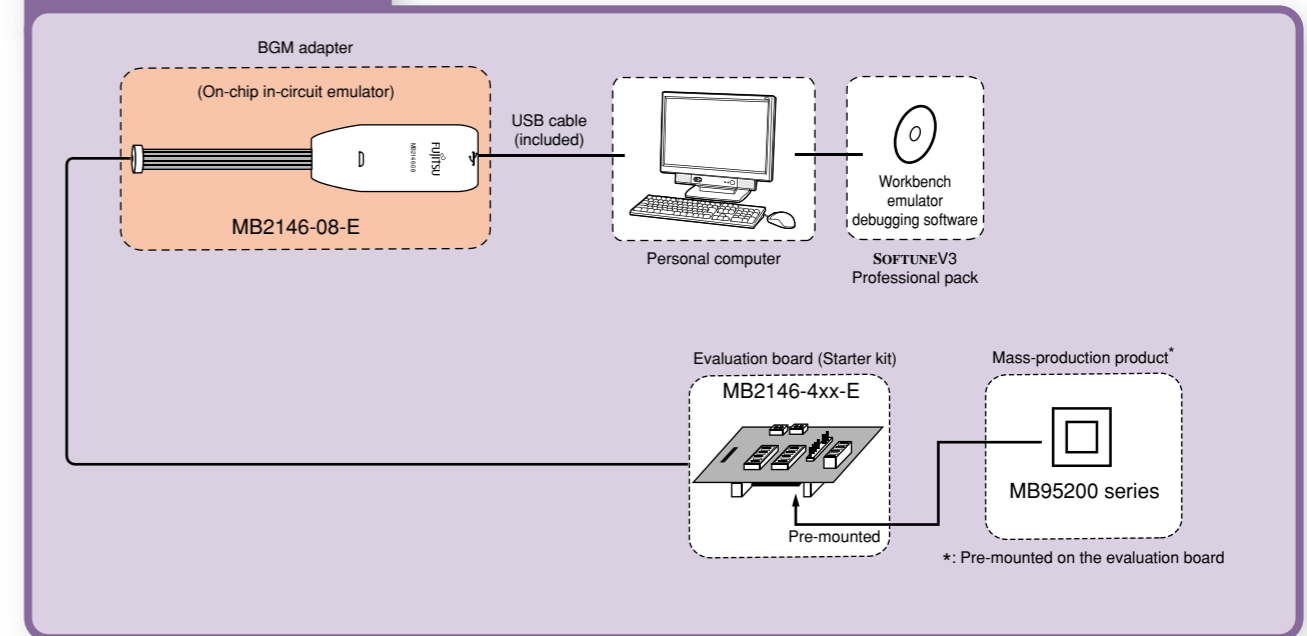 BGM adapter
(On-chip in-circuit emulator)
FUJITSU
MB2146-08-E
USB cable
(included)
Personal computer
Workbench
emulator
debugging software
SOFTUNEV3
Professional pack
Evaluation board (Starter kit)
MB2146-4xx-E
Pre-mounted
Mass-production product*
MB95200 series
*: Pre-mounted on the evaluation board